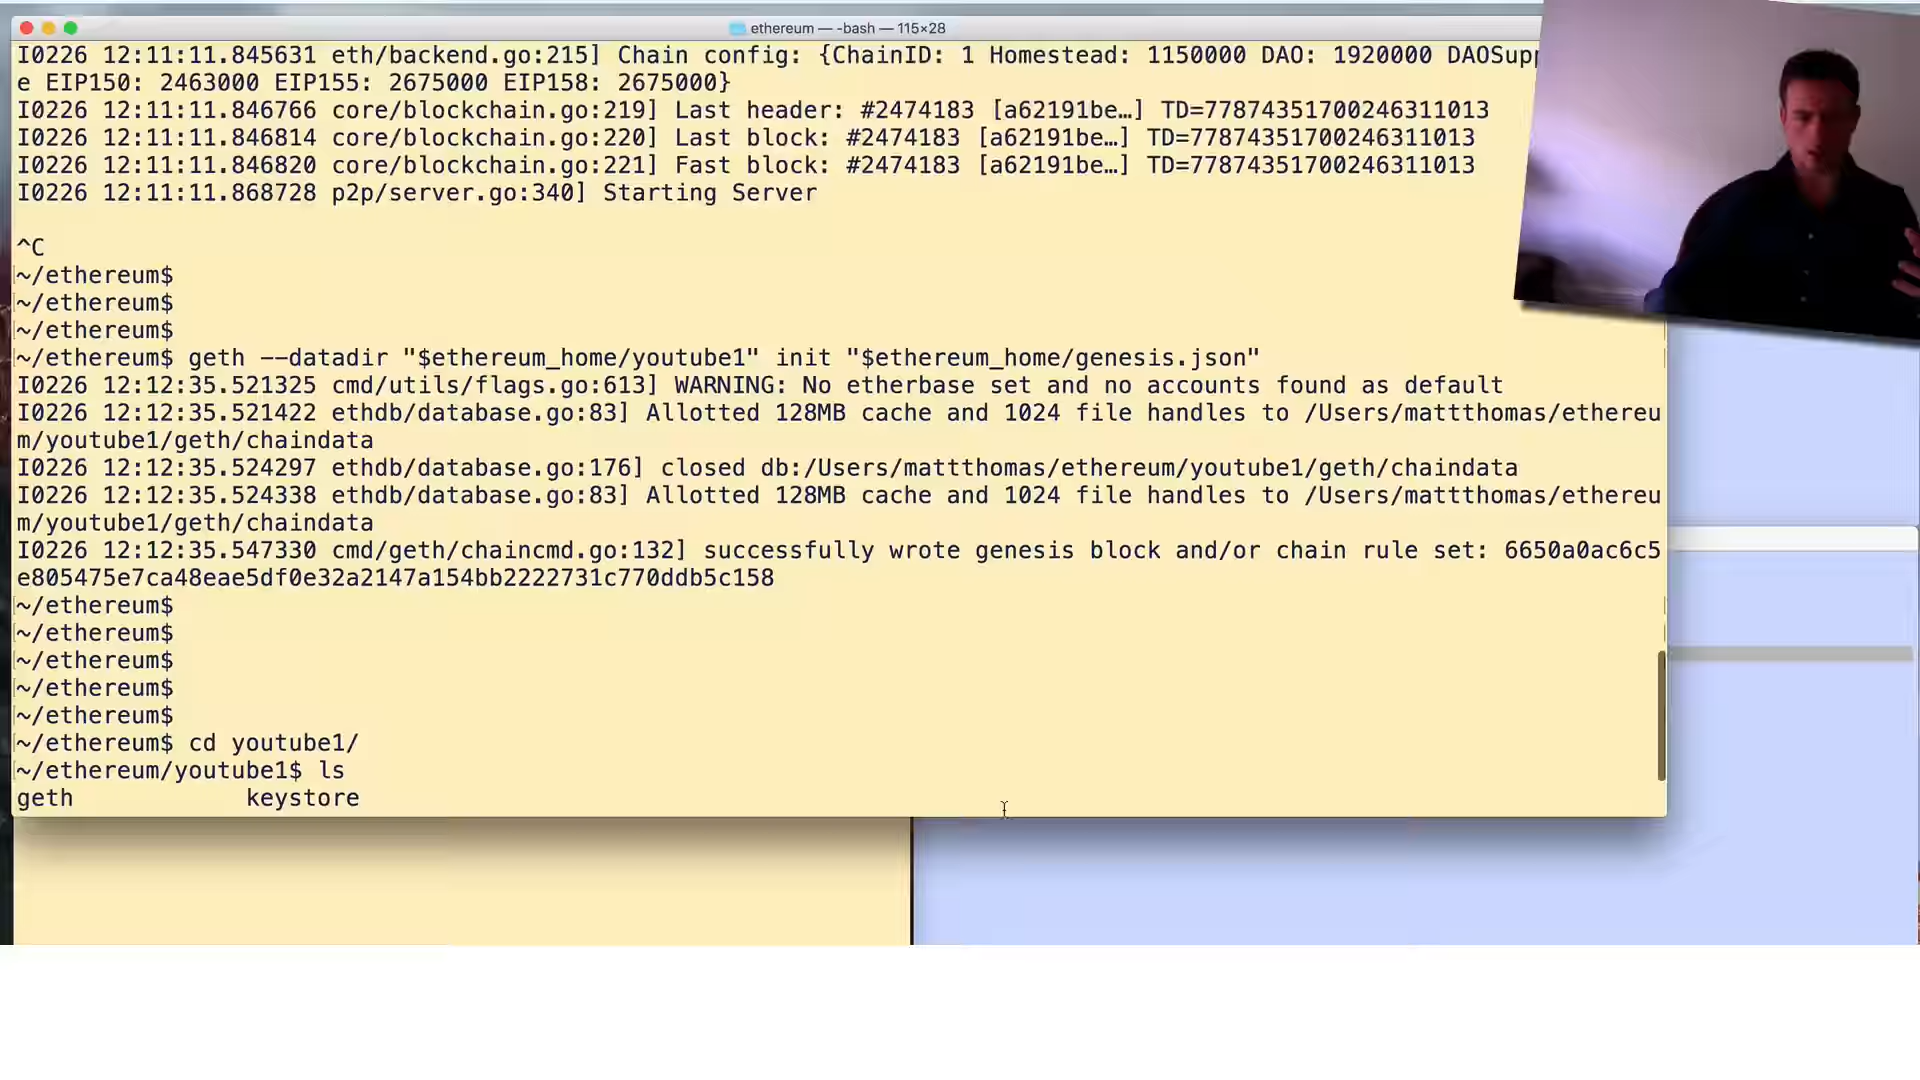 ethereum — -bash — 115×28
I0226 12:11:11.845631 eth/backend.go:215] Chain config: {ChainID: 1 Homestead: 1150000 DAO: 1920000 DAOSupp
e EIP150: 2463000 EIP155: 2675000 EIP158: 2675000}
I0226 12:11:11.846766 core/blockchain.go:219] Last header: #2474183 [a62191be…] TD=77874351700246311013
I0226 12:11:11.846814 core/blockchain.go:220] Last block: #2474183 [a62191be…] TD=77874351700246311013
I0226 12:11:11.846820 core/blockchain.go:221] Fast block: #2474183 [a62191be…] TD=77874351700246311013
I0226 12:11:11.868728 p2p/server.go:340] Starting Server
^C
~/ethereum$
~/ethereum$
~/ethereum$
~/ethereum$ geth --datadir "$ethereum_home/youtube1" init "$ethereum_home/genesis.json"
I0226 12:12:35.521325 cmd/utils/flags.go:613] WARNING: No etherbase set and no accounts found as default
I0226 12:12:35.521422 ethdb/database.go:83] Allotted 128MB cache and 1024 file handles to /Users/mattthomas/ethereu
m/youtube1/geth/chaindata
I0226 12:12:35.524297 ethdb/database.go:176] closed db:/Users/mattthomas/ethereum/youtube1/geth/chaindata
I0226 12:12:35.524338 ethdb/database.go:83] Allotted 128MB cache and 1024 file handles to /Users/mattthomas/ethereu
m/youtube1/geth/chaindata
I0226 12:12:35.547330 cmd/geth/chaincmd.go:132] successfully wrote genesis block and/or chain rule set: 6650a0ac6c5
e805475e7ca48eae5df0e32a2147a154bb2222731c770ddb5c158
~/ethereum$
~/ethereum$
~/ethereum$
~/ethereum$
~/ethereum$
~/ethereum$ cd youtube1/
~/ethereum/youtube1$ ls
geth keystore